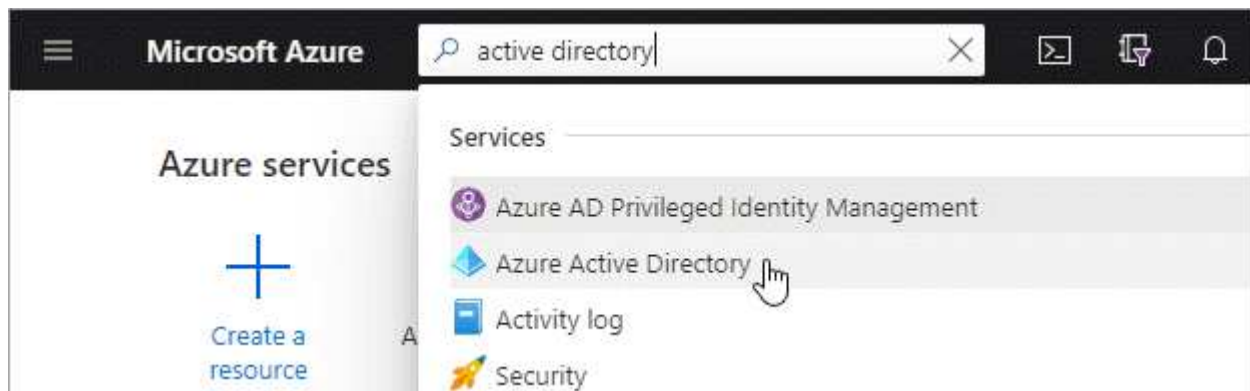 Microsoft Azure
active directory
Azure services
Services
Azure AD Privileged Identity Management
Azure Active Directory
Activity log
Security
Create a
resource
A